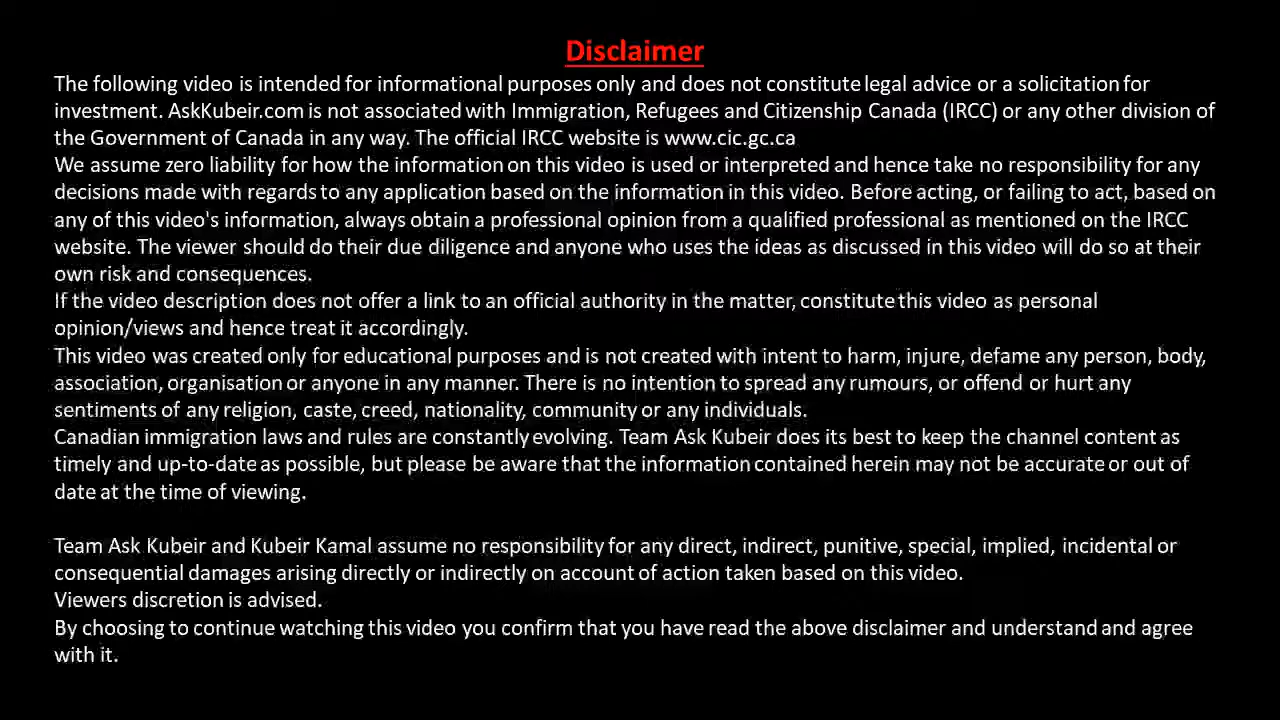 Disclaimer
The following video is intended for informational purposes only and does not constitute legal advice or a solicitation for
investment. AskKubeir.com is not associated with Immigration, Refugees and Citizenship Canada (IRCC) or any other division of
the Government of Canada in any way. The official IRCC website is www.cic.gc.ca
We assume zero liability for how the information on this video is used or interpreted and hence take no responsibility for any
decisions made with regards to any application based on the information in this video. Before acting, or failing to act, based on
any of this video's information, always obtain a professional opinion from a qualified professional as mentioned on the IRCC
website. The viewer should do their due diligence and anyone who uses the ideas as discussed in this video will do so at their
own risk and consequences.
If the video description does not offer a link to an official authority in the matter, constitute this video as personal
opinion/views and hence treat it accordingly.
This video was created only for educational purposes and is not created with intent to harm, injure, defame any person, body,
association, organisation or anyone in any manner. There is no intention to spread any rumours, or offend or hurt any
sentiments of any religion, caste, creed, nationality, community or any individuals.
Canadian immigration laws and rules are constantly evolving. Team Ask Kubeir does its best to keep the channel content as
timely and up-to-date as possible, but please be aware that the information contained herein may not be accurate or out of
date at the time of viewing.
Team Ask Kubeir and Kubeir Kamal assume no responsibility for any direct, indirect, punitive, special, implied, incidental or
consequential damages arising directly or indirectly on account of action taken based on this video.
Viewers discretion is advised.
By choosing to continue watching this video you confirm that you have read the above disclaimer and understand and agree
with it.